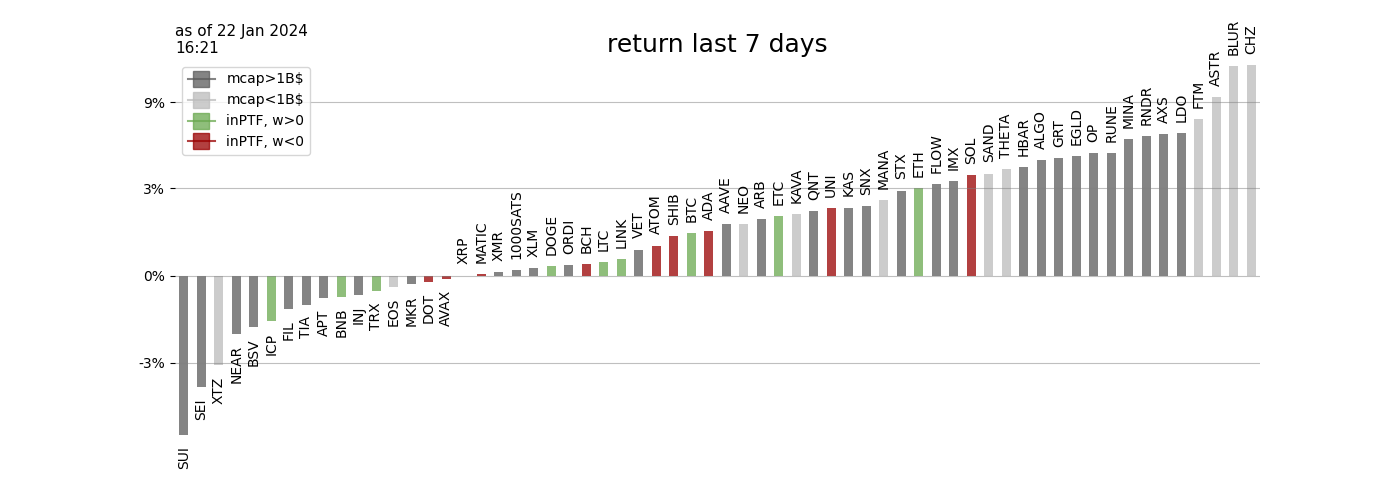 as of 22 Jan 2024
16:21
return last 7 days
mcap>1B$
mcap<1B$
inPTF, w>0
inPTF, w<0
9%
3%
0%
-3%
SUI
SEI
XTZ
NEAR
BSV
ICP
FIL
TIA
APT
BNB
INJ
TRX
EOS
MKR
DOT
AVAX
XRP
MATIC
XMR
1000SATS
XLM
DOGE
ORDI
BCH
LTC
LINK
VET
ATOM
SHIB
BTC
ADA
AAVE
NEO
ARB
ETC
KAVA
QNT
UNI
KAS
SNX
MANA
STX
ETH
FLOW
IMX
SOL
SAND
THETA
HBAR
ALGO
GRT
EGLD
OP
RUNE
MINA
RNDR
AXS
LDO
FTM
ASTR
BLUR
CHZ